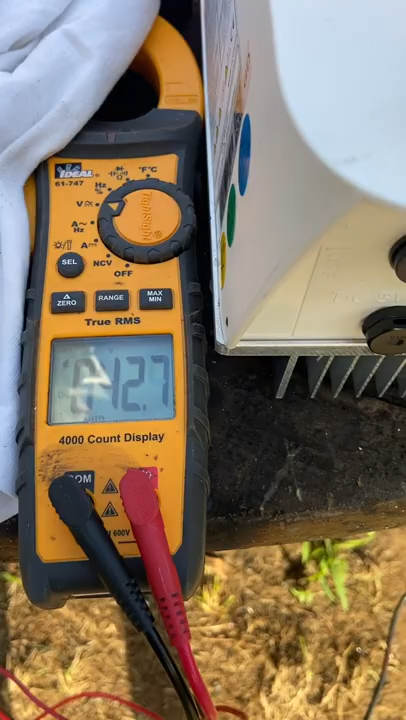 IDEAL
61-747
°F°C
Hz
%
V
A~
Hz
A
SEL
NCV
OFF
TightSight
Δ
ZERO
RANGE
MAX
MIN
True RMS
AUTO
4000 Count Display
COM
600V